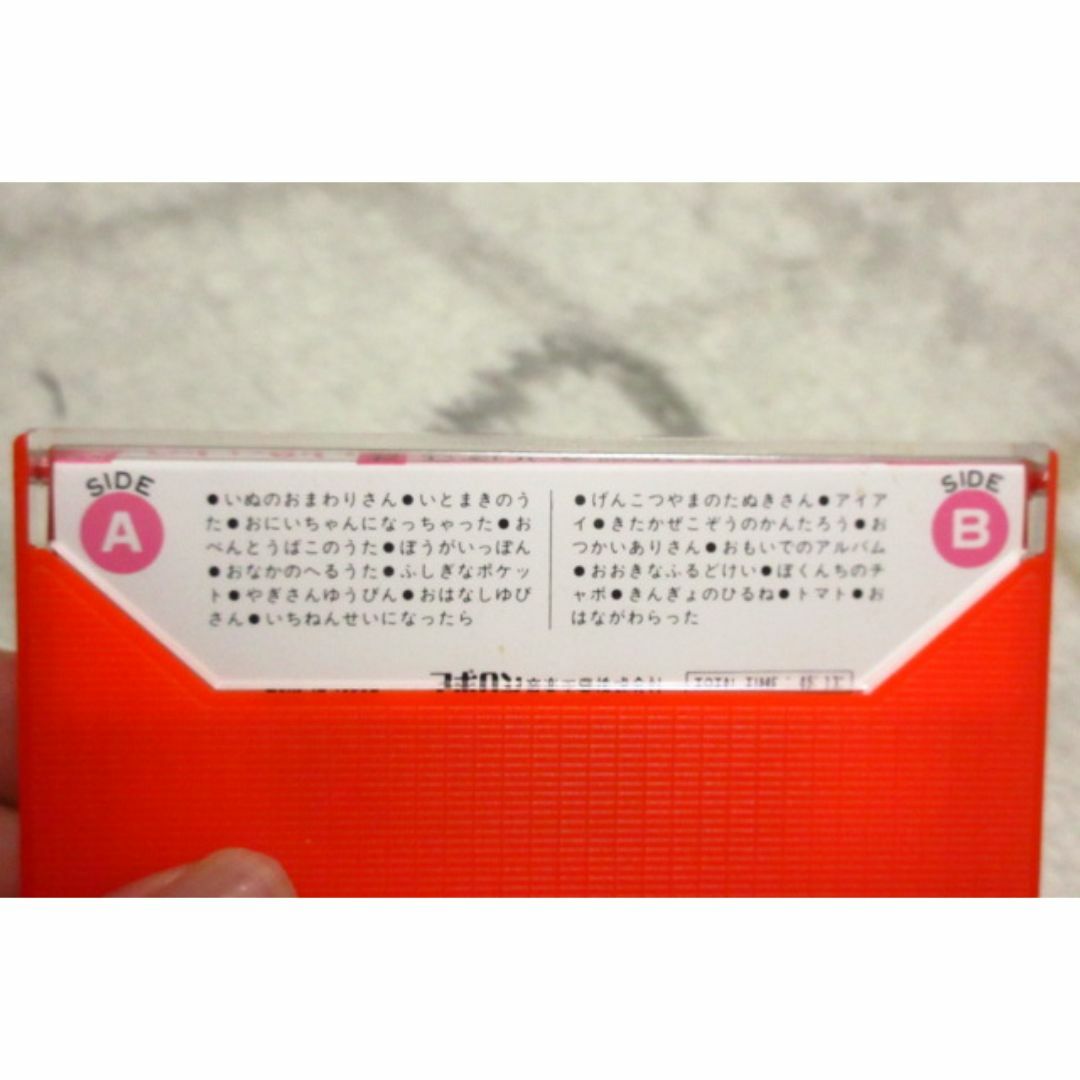 SIDE
A
●いぬのおまわりさん●いとまきのう
た●おにいちゃんになっちゃった●お
べんとうばこのうた●ぼうがいっぽん
●おなかのへるうた●ふしぎなポケッ
ト●やぎさんゆうびん●おはなしゆび
さん●いちねんせいになったら
●げんこつやまのたぬきさん●アイア
イ●きたかぜこぞうのかんたろう●お
つかいありさん●おもいでのアルバム
●おおきなふるどけい●ぼくんちのチ
ャボ●きんぎょのひるね●トマト●お
はながわらった
SIDE
B